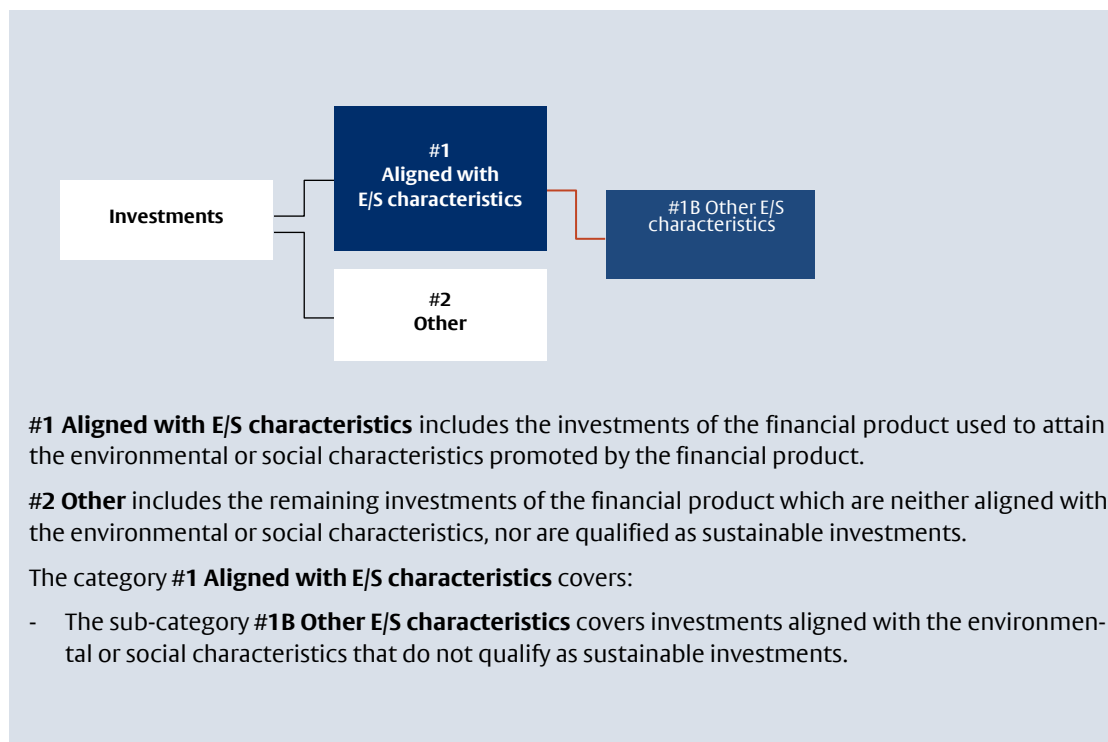 Investments
#1
Aligned with
E/S characteristics
#2
Other
#1B Other E/S
characteristics
#1 Aligned with E/S characteristics includes the investments of the financial product used to attain
the environmental or social characteristics promoted by the financial product.
#2 Other includes the remaining investments of the financial product which are neither aligned with
the environmental or social characteristics, nor are qualified as sustainable investments.
The category #1 Aligned with E/S characteristics covers:
- The sub-category #1B Other E/S characteristics covers investments aligned with the environmen-
tal or social characteristics that do not qualify as sustainable investments.